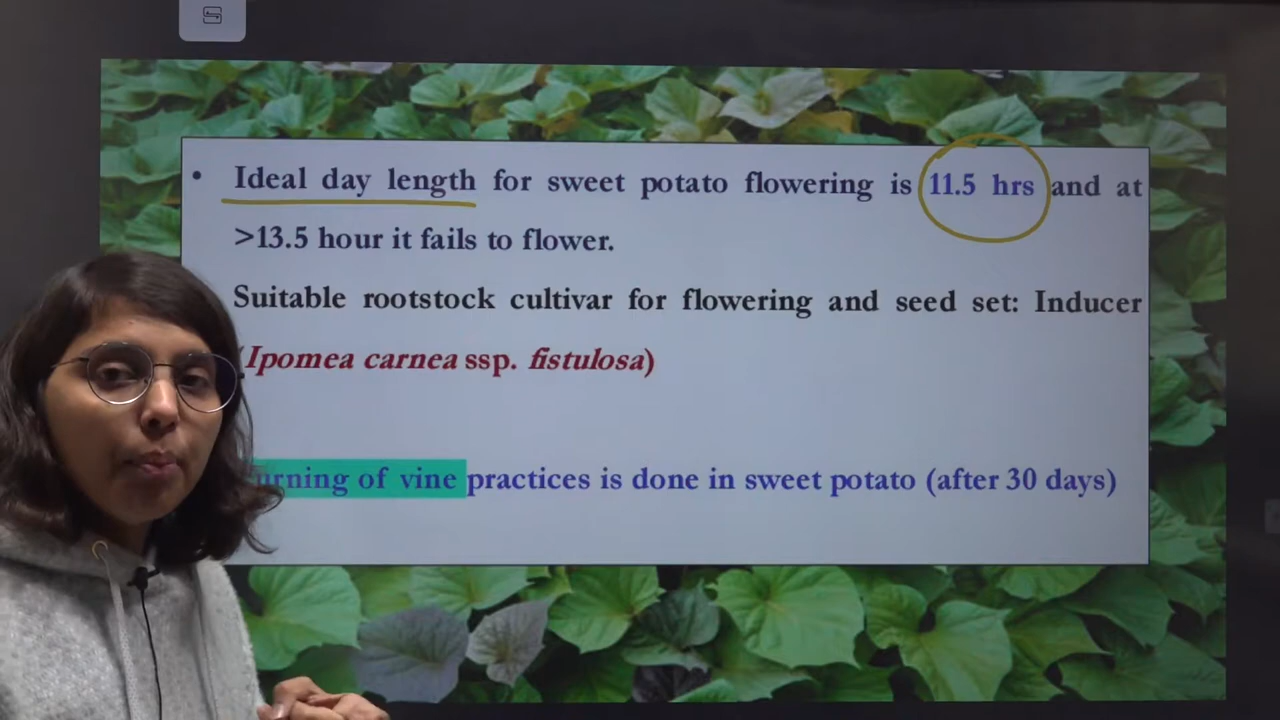 • Ideal day length for sweet potato flowering is 11.5 hrs and at
>13.5 hour it fails to flower.
Suitable rootstock cultivar for flowering and seed set: Inducer
(Ipomea carnea ssp. fistulosa)
of vine practices is done in sweet potato (after 30 days)